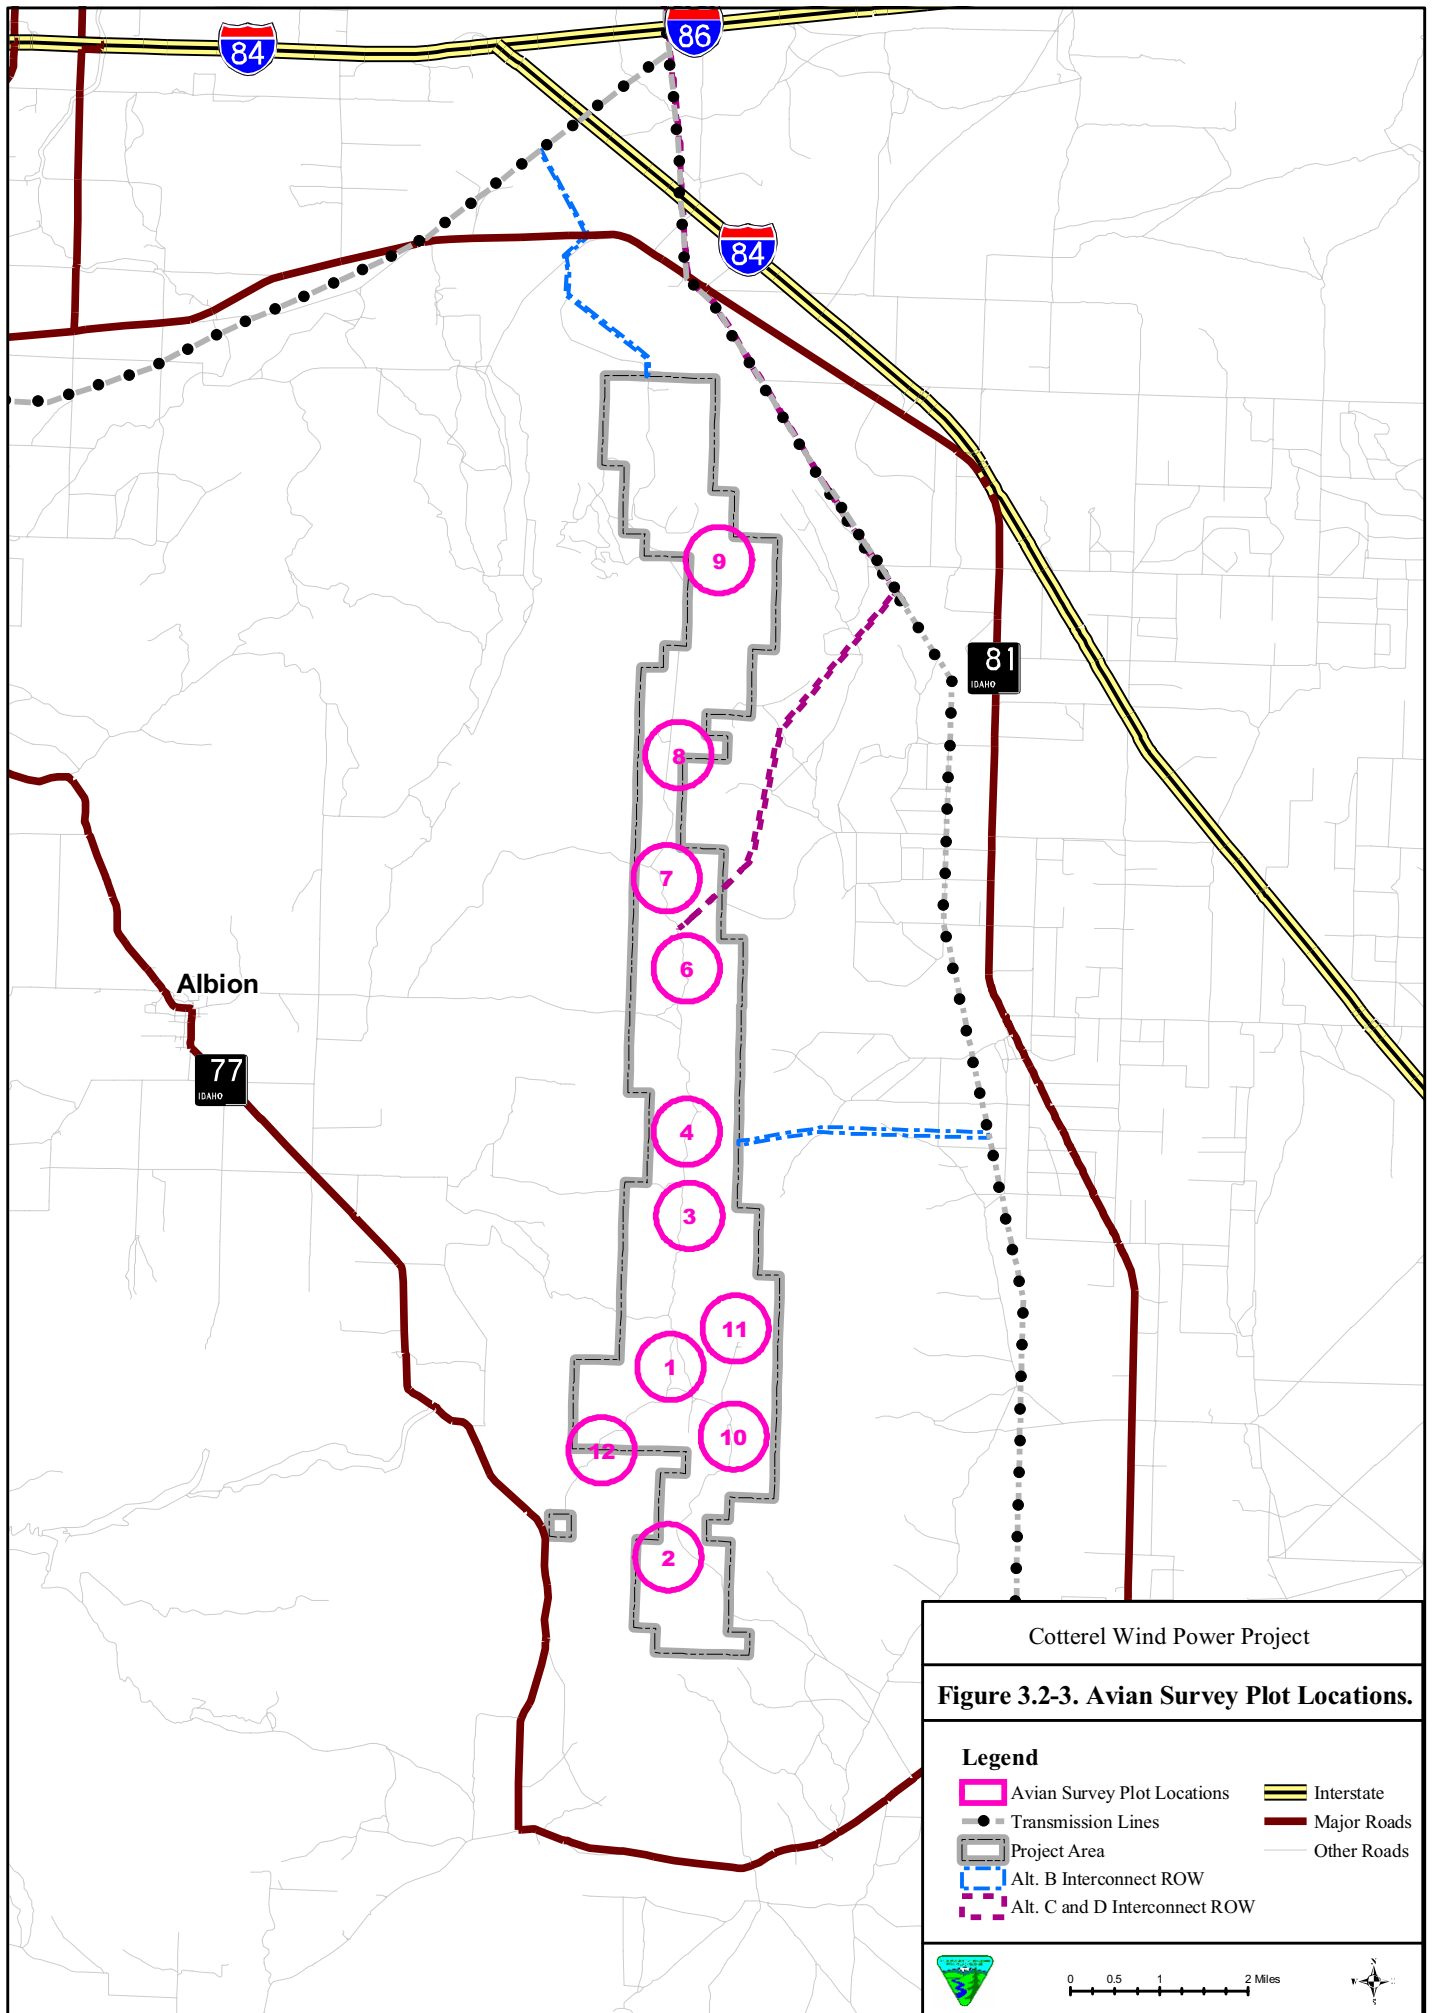 86
84
84
9
81
IDAHO
8
7
6
Albion
77
IDAHO
4
3
11
1
10
12
2
Cotterel Wind Power Project
Figure 3.2-3. Avian Survey Plot Locations.
Legend
Avian Survey Plot Locations
Interstate
Transmission Lines
Major Roads
Project Area
Other Roads
Alt. B Interconnect ROW
Alt. C and D Interconnect ROW
0 0.5 1 2 Miles
N
W
S